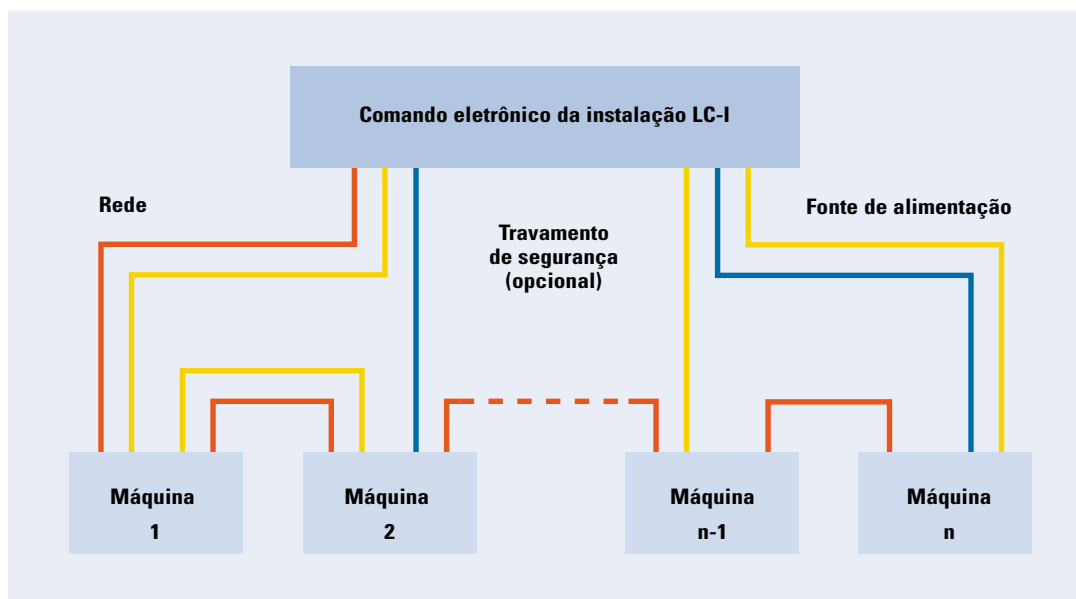 Comando eletrônico da instalação LC-I
Rede
Fonte de alimentação
Travamento
de segurança
(opcional)
Máquina
1
Máquina
2
Máquina
n-1
Máquina
n